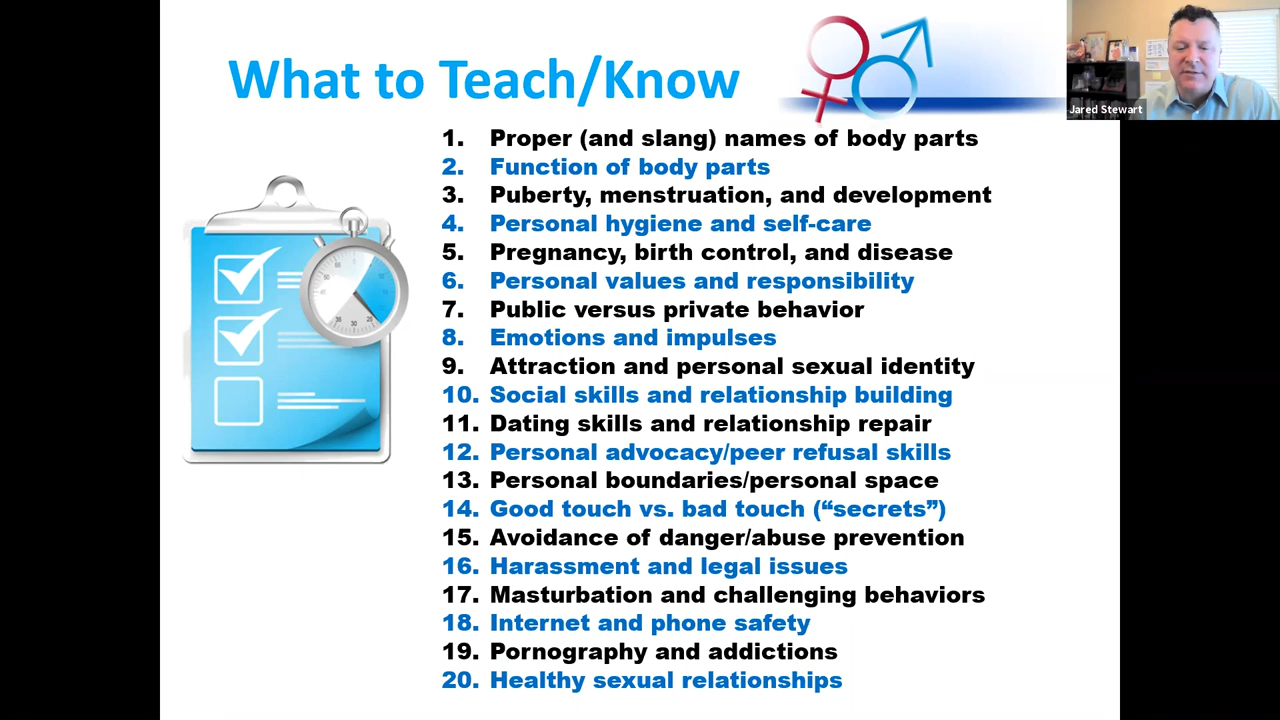 What to Teach/Know
Jared Stewart
1. Proper (and slang) names of body parts
2. Function of body parts
3. Puberty, menstruation, and development
4. Personal hygiene and self-care
5. Pregnancy, birth control, and disease
6. Personal values and responsibility
7. Public versus private behavior
8. Emotions and impulses
9. Attraction and personal sexual identity
10. Social skills and relationship building
11. Dating skills and relationship repair
12. Personal advocacy/peer refusal skills
13. Personal boundaries/personal space
14. Good touch vs. bad touch (“secrets”)
15. Avoidance of danger/abuse prevention
16. Harassment and legal issues
17. Masturbation and challenging behaviors
18. Internet and phone safety
19. Pornography and addictions
20. Healthy sexual relationships